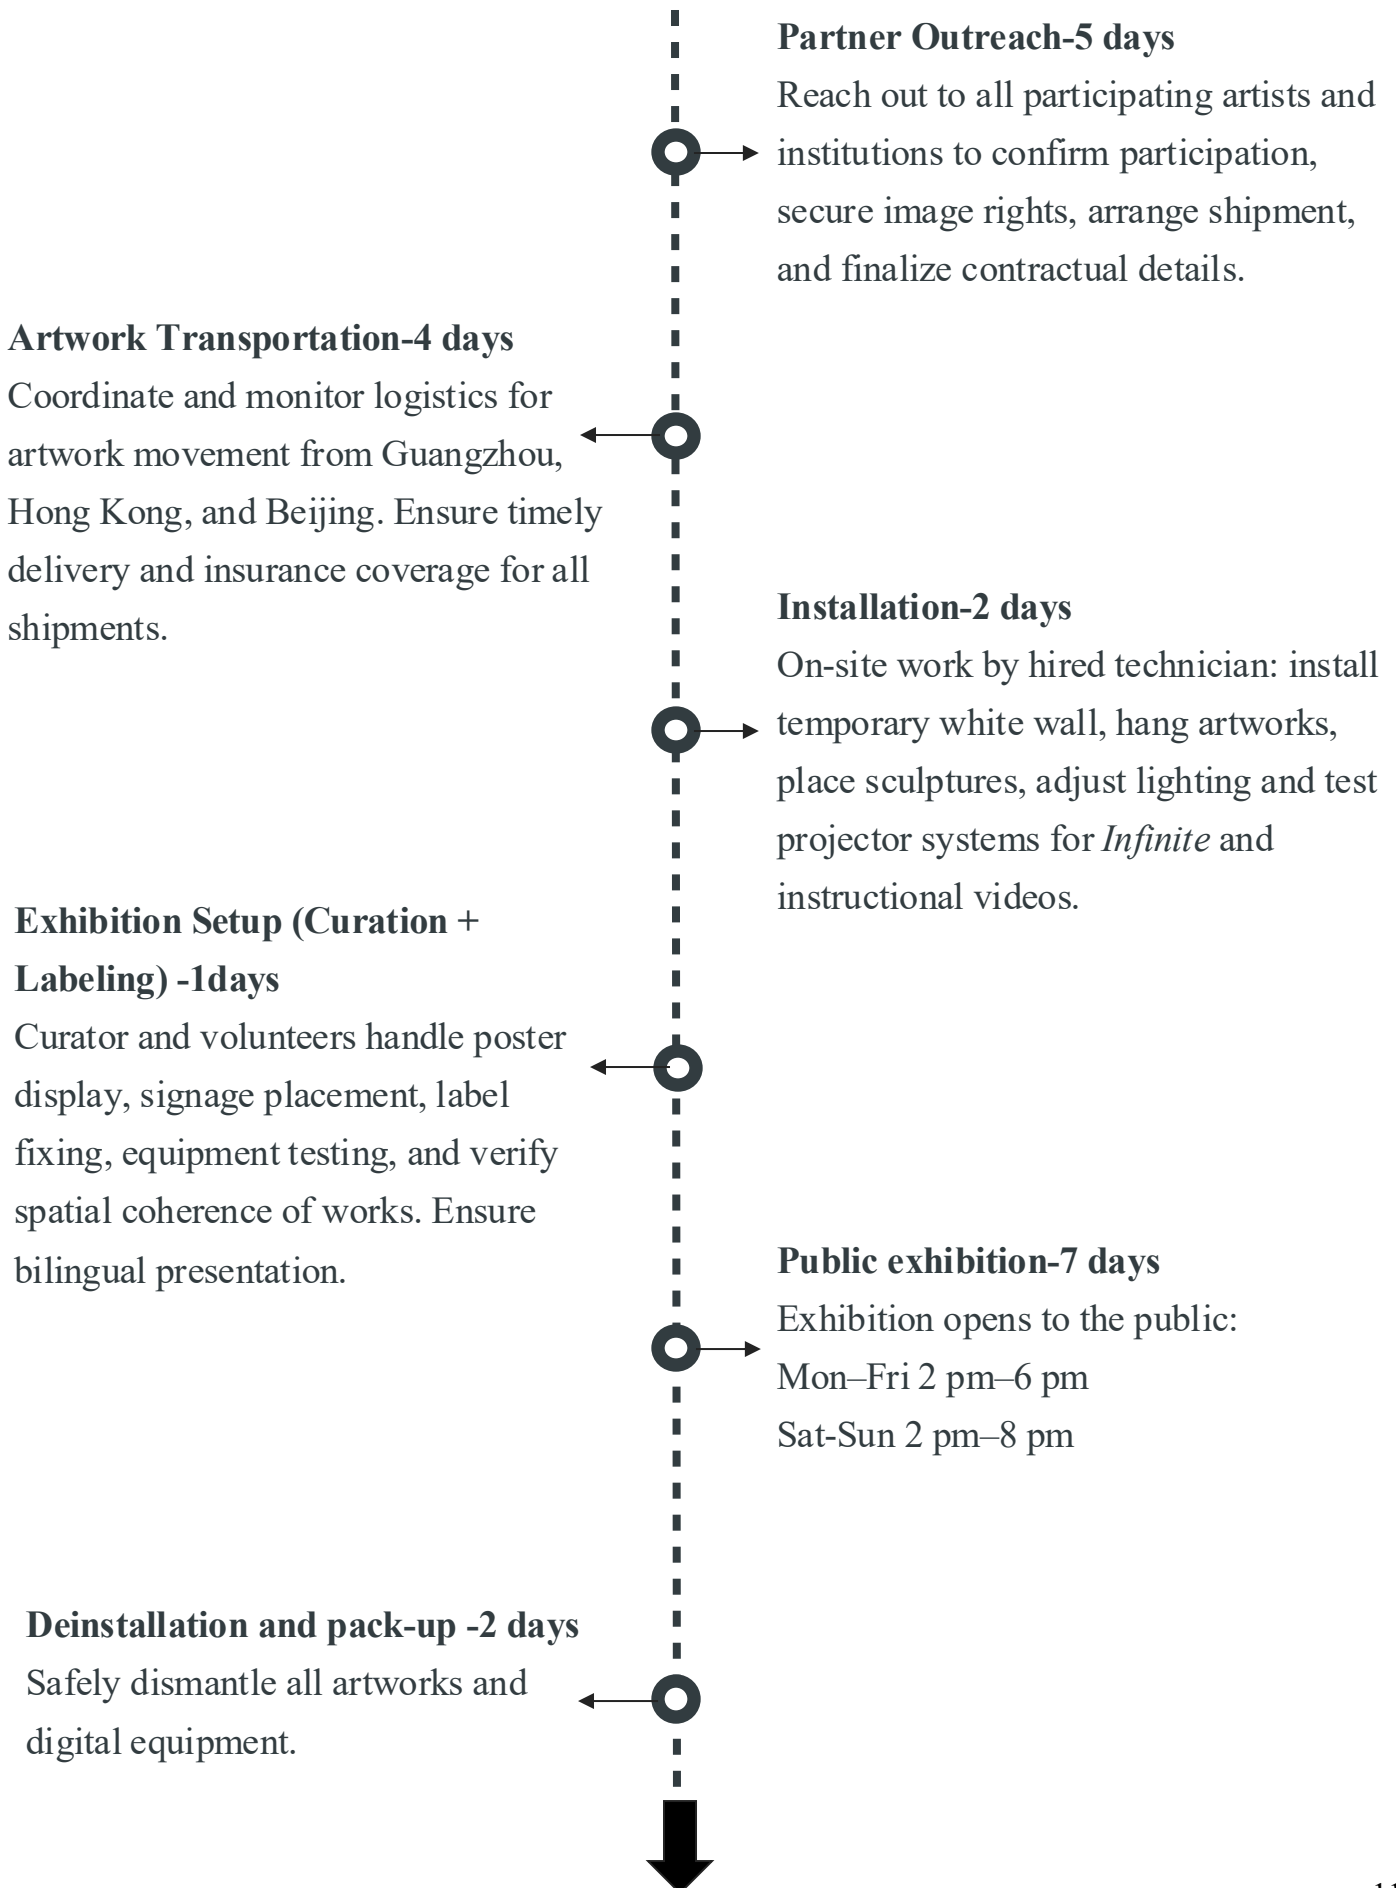 Partner Outreach-5 days
Reach out to all participating artists and
institutions to confirm participation,
secure image rights, arrange shipment,
and finalize contractual details.
Artwork Transportation-4 days
Coordinate and monitor logistics for
artwork movement from Guangzhou,
Hong Kong, and Beijing. Ensure timely
delivery and insurance coverage for all
shipments.
Installation-2 days
On-site work by hired technician: install
temporary white wall, hang artworks,
place sculptures, adjust lighting and test
projector systems for Infinite and
instructional videos.
Exhibition Setup (Curation +
Labeling) -1days
Curator and volunteers handle poster
display, signage placement, label
fixing, equipment testing, and verify
spatial coherence of works. Ensure
bilingual presentation.
Public exhibition-7 days
Exhibition opens to the public:
Mon–Fri 2 pm–6 pm
Sat-Sun 2 pm–8 pm
Deinstallation and pack-up -2 days
Safely dismantle all artworks and
digital equipment.